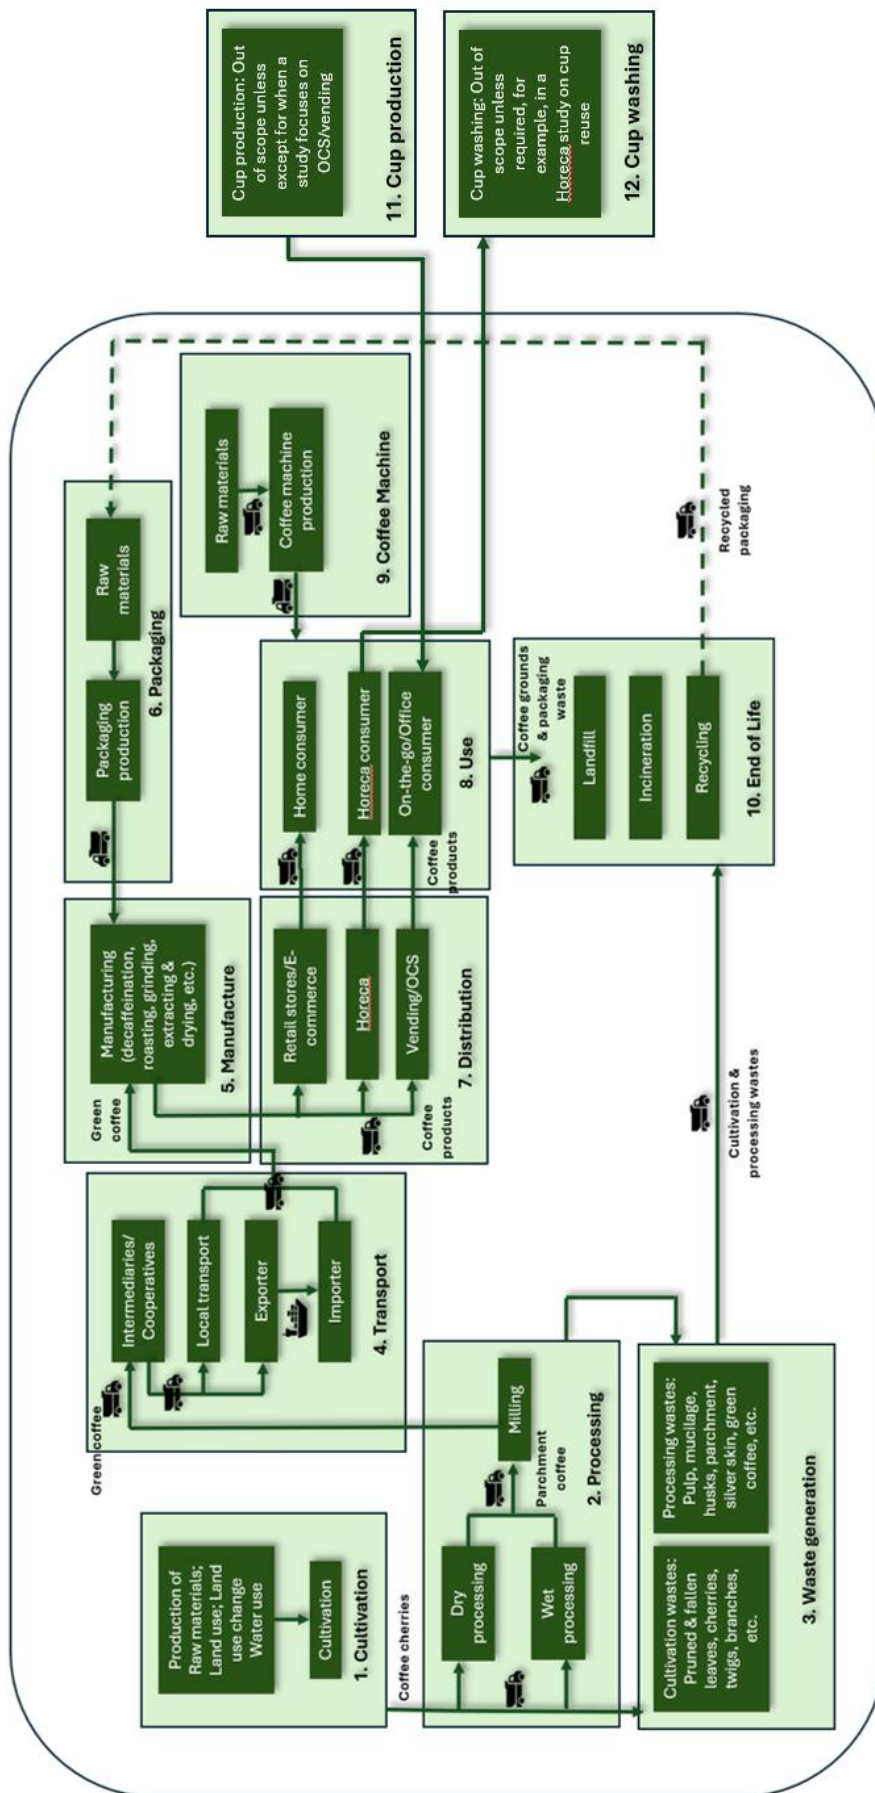 Production of
Raw materials;
Land use; Land
use change
Water use
Cultivation
1. Cultivation
Coffee cherries
Dry
processing
Wet
processing
Parchment
coffee
Milling
2. Processing
Cultivation wastes:
Pruned & fallen
leaves, cherries,
twigs, branches,
etc.
Processing wastes:
Pulp, mucilage,
husks, parchment,
silver skin, green
coffee, etc.
3. Waste generation
Green coffee
Intermediaries/
Cooperatives
Local transport
Exporter
Importer
4. Transport
Green
coffee
Manufacturing
(decaffeination,
roasting, grinding,
extracting &
drying, etc.)
5. Manufacture
Raw
materials
Packaging
production
6. Packaging
Retail stores/E-
commerce
Horeca
Vending/OCS
7. Distribution
Coffee
products
Home consumer
Horeca consumer
On-the-go/Office
consumer
8. Use
Coffee
products
Raw materials
Coffee machine
production
9. Coffee Machine
Coffee grounds
& packaging
waste
Landfill
Incineration
Recycling
10. End of Life
Cultivation &
processing wastes
Recycled
packaging
Cup production: Out
of scope unless
except for when a
study focuses on
OCS/vending
11. Cup production
Cup washing: Out of
scope unless
required, for
example, in a
Horeca study on cup
reuse
12. Cup washing